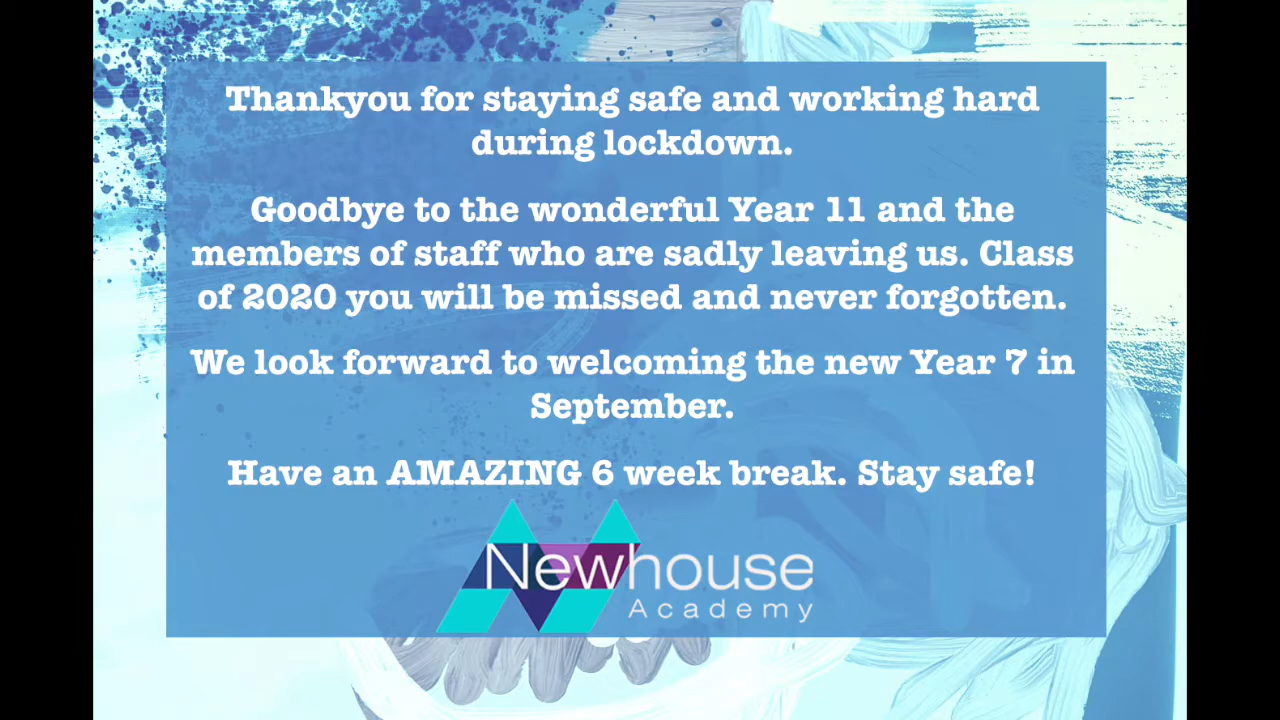 Thankyou for staying safe and working hard
during lockdown.
Goodbye to the wonderful Year 11 and the
members of staff who are sadly leaving us. Class
of 2020 you will be missed and never forgotten.
We look forward to welcoming the new Year 7 in
September.
Have an AMAZING 6 week break. Stay safe!
Newhouse
Academy